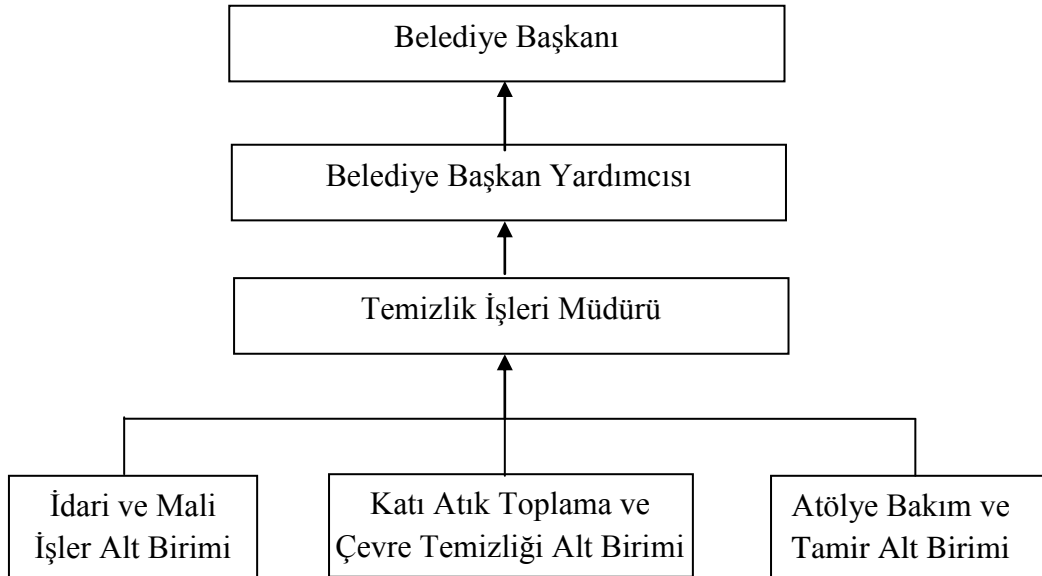 Belediye Başkanı
Belediye Başkan Yardımcısı
Temizlik İşleri Müdürü
İdari ve Mali
İşler Alt Birimi
Katı Atık Toplama ve
Çevre Temizliği Alt Birimi
Atölye Bakım ve
Tamir Alt Birimi